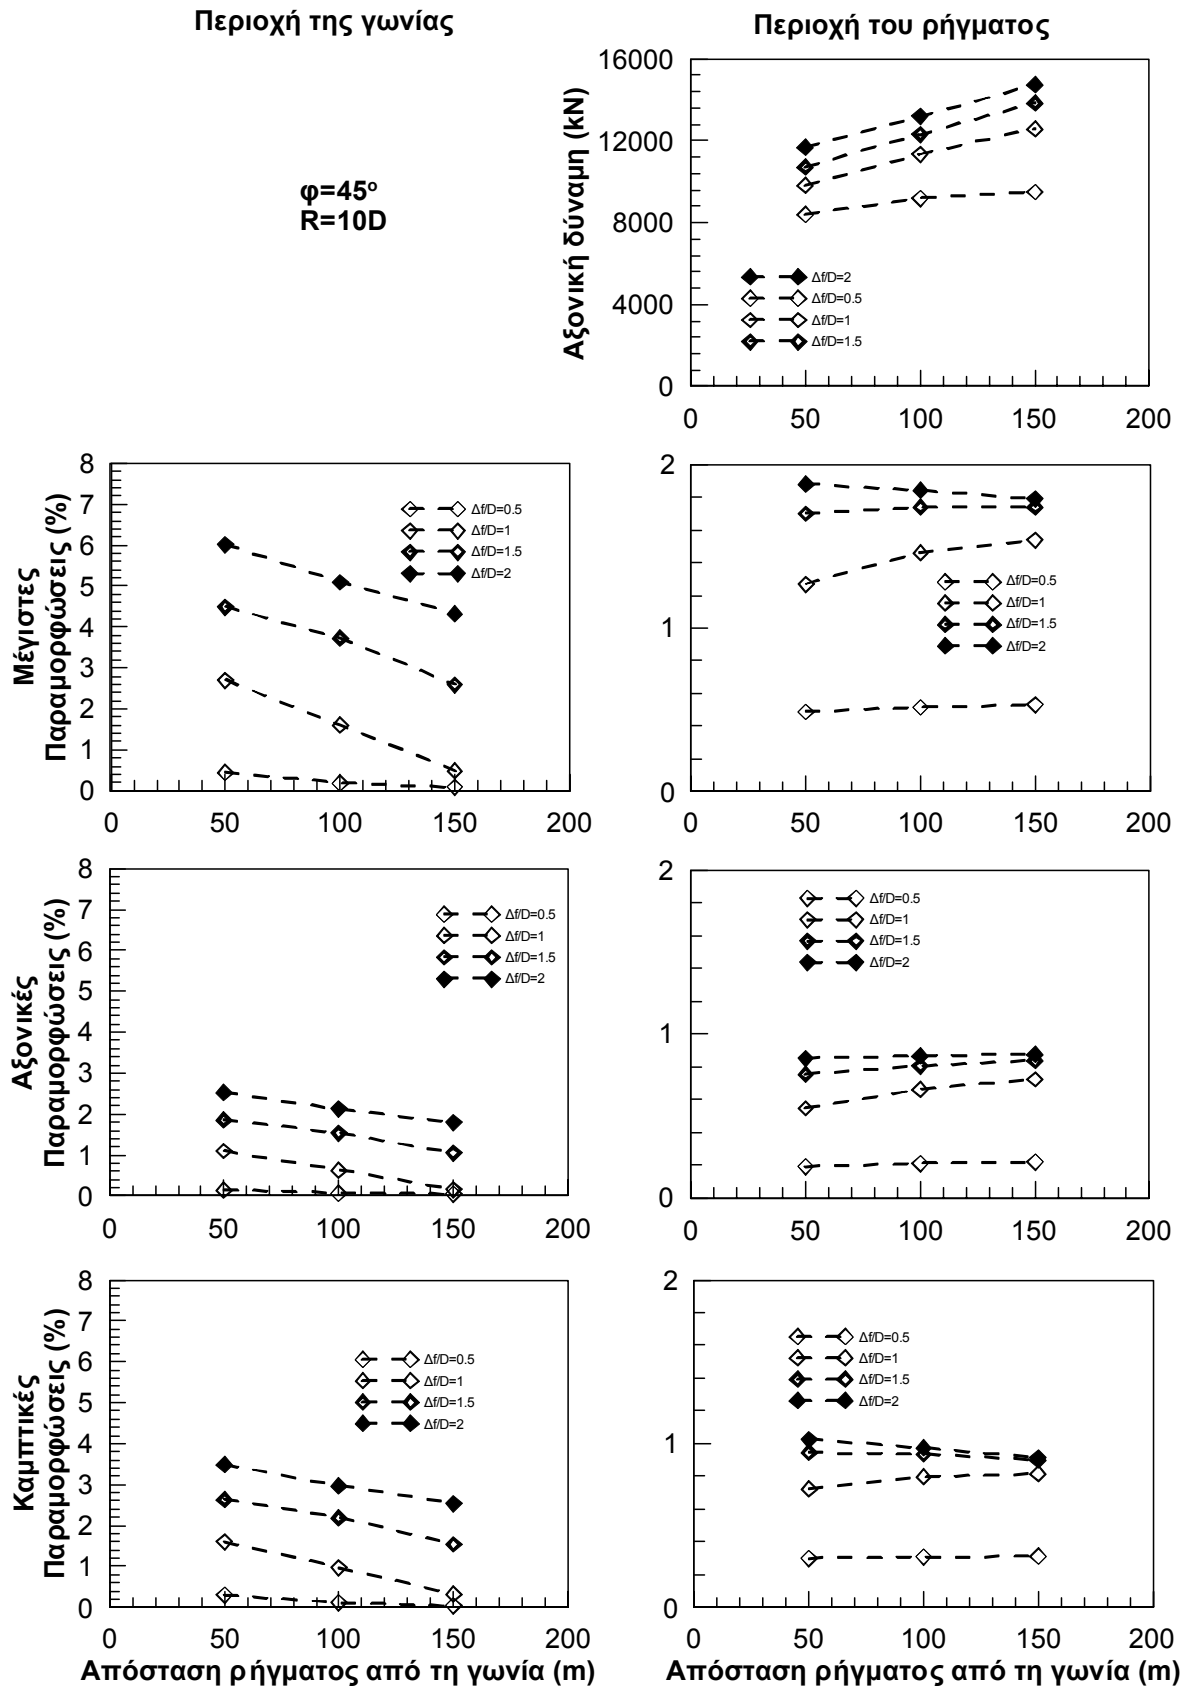 Περιοχή της γωνίας
Περιοχή του ρήγματος
φ=45ο
R=10D
Αξονική δύναμη (kN)
16000
12000
8000
4000
0
Δf/D=2
Δf/D=0.5
Δf/D=1
Δf/D=1.5
0 50 100 150 200
Μέγιστες
Παραμορφώσεις (%)
8
7
6
5
4
3
2
1
0
Δf/D=0.5
Δf/D=1
Δf/D=1.5
Δf/D=2
0 50 100 150 200
2
1
0
Δf/D=0.5
Δf/D=1
Δf/D=1.5
Δf/D=2
0 50 100 150 200
Αξονικές
Παραμορφώσεις (%)
8
7
6
5
4
3
2
1
0
Δf/D=0.5
Δf/D=1
Δf/D=1.5
Δf/D=2
0 50 100 150 200
2
1
0
Δf/D=0.5
Δf/D=1
Δf/D=1.5
Δf/D=2
0 50 100 150 200
Καμπτικές
Παραμορφώσεις (%)
8
7
6
5
4
3
2
1
0
Δf/D=0.5
Δf/D=1
Δf/D=1.5
Δf/D=2
0 50 100 150 200
Απόσταση ρήγματος από τη γωνία (m)
2
1
0
Δf/D=0.5
Δf/D=1
Δf/D=1.5
Δf/D=2
0 50 100 150 200
Απόσταση ρήγματος από τη γωνία (m)